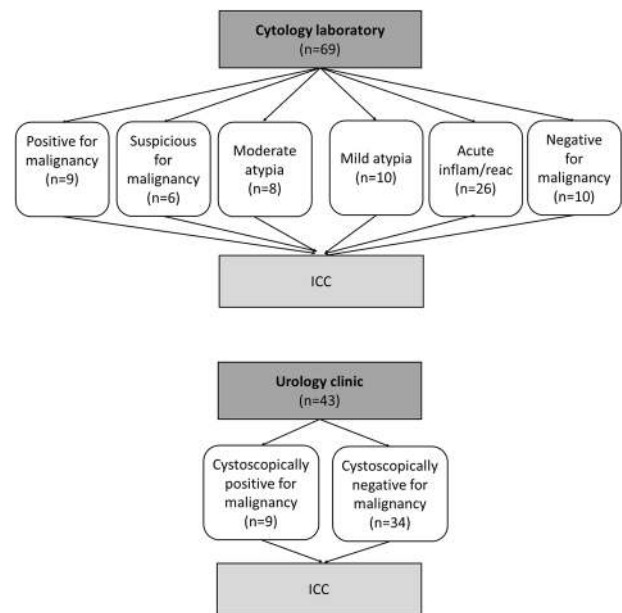 Cytology laboratory
(n=69)
Positive for
malignancy
(n=9)
Suspicious
for
malignancy
(n=6)
Moderate
atypia
(n=8)
Mild atypia
(n=10)
Acute
inflam/reac
(n=26)
Negative
for
malignancy
(n=10)
ICC
Urology clinic
(n=43)
Cystoscopically
positive for
malignancy
(n=9)
Cystoscopically
negative for
malignancy
(n=34)
ICC